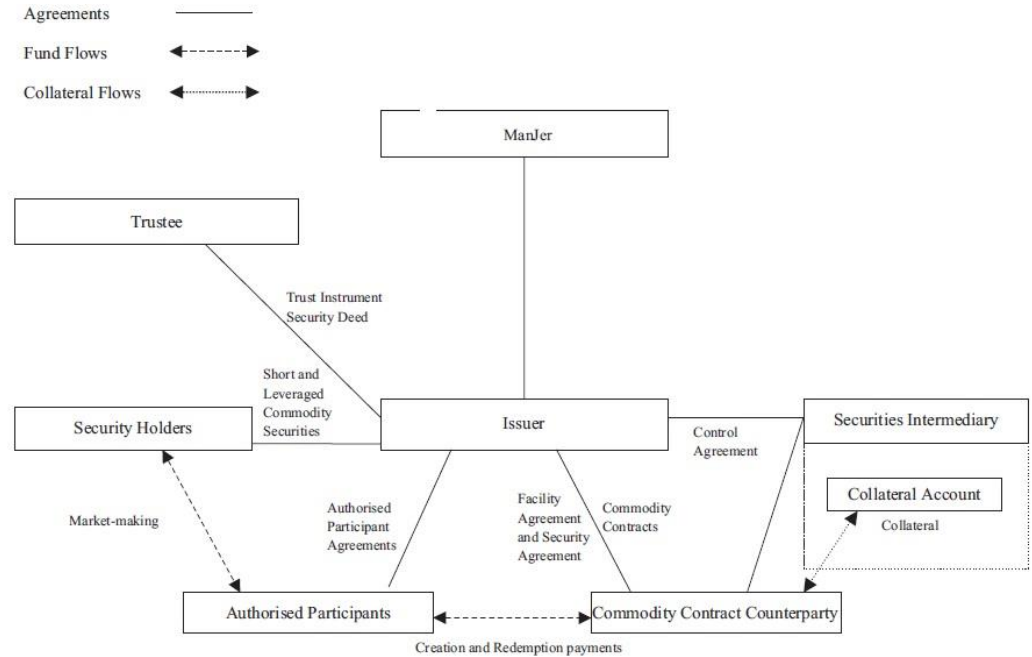 Agreements
Fund Flows
Collateral Flows
ManJer
Trustee
Trust Instrument
Security Deed
Short and
Leveraged
Commodity
Securities
Security Holders
Issuer
Control
Agreement
Securities Intermediary
Collateral Account
Collateral
Market-making
Authorised
Participant
Agreements
Facility
Agreement
and Security
Agreement
Commodity
Contracts
Authorised Participants
Commodity Contract Counterparty
Creation and Redemption payments